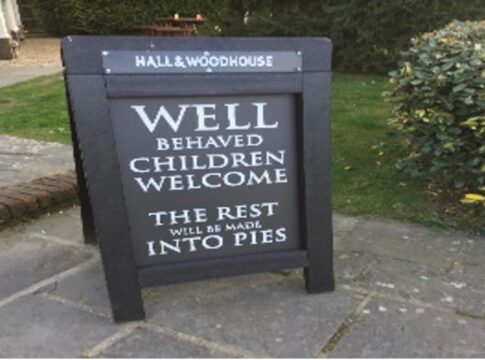 HALL & WOODHOUSE
WELL
BEHAVED
CHILDREN
WELCOME
THE REST
WILL BE MADE
INTO PIES